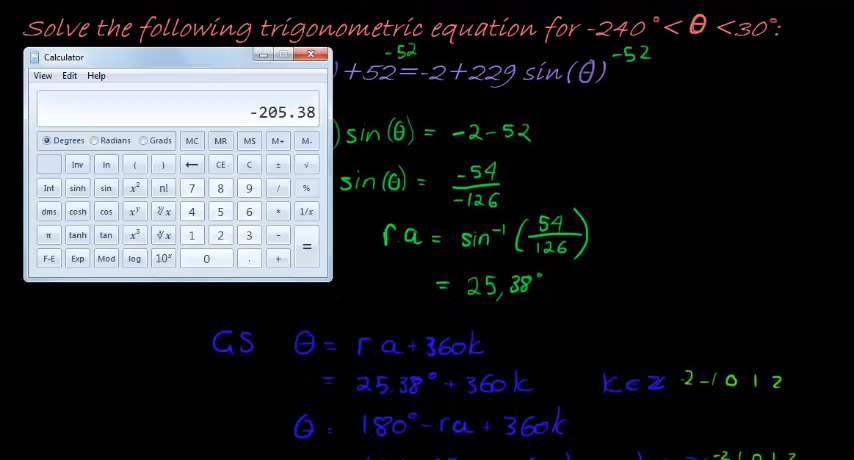 Solve the following trigonometric equation for -240°< θ <30°:
-52 -52
) +52=-2+229 sin(θ)
) sin(θ) = -2-52
sin(θ) = -54/-126
r.a = sin⁻¹(54/126)
= 25,38°
GS θ = ra + 360k
= 25.38° + 360k k∈z -2 -1 0 1 2
θ = 180° - ra + 360k
Calculator
View Edit Help
-205.38
Degrees Radians Grads MC MR MS M+ M-
Inv ln ( ) ← CE C ± √
Int sinh sin x² n! 7 8 9 / %
dms cosh cos xʸ ʸ√x 4 5 6 * 1/x
π tanh tan x³ ³√x 1 2 3 - =
F-E Exp Mod log 10ˣ 0 . +